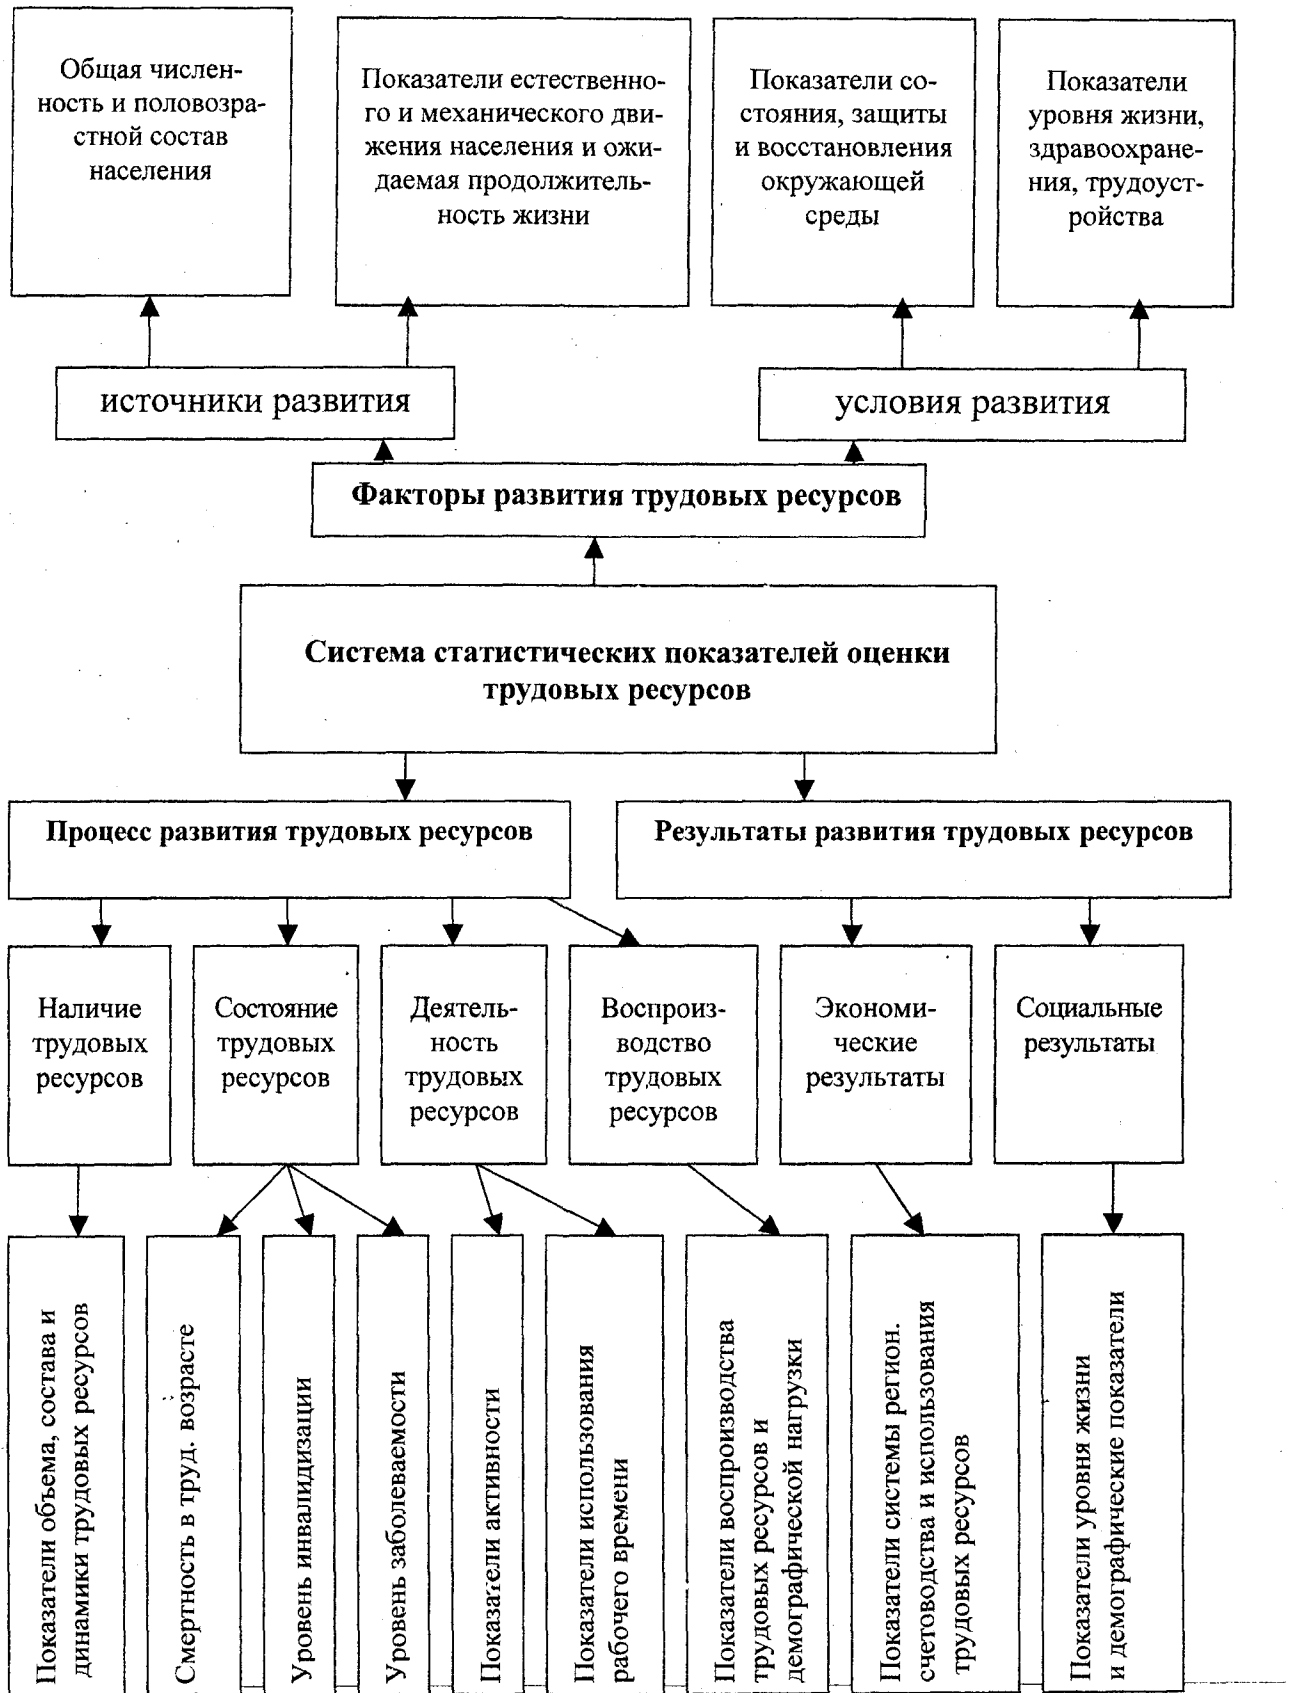 Общая числен-
ность и половозра-
стной состав
населения
Показатели естественно-
го и механического дви-
жения населения и ожи-
даемая продолжитель-
ность жизни
Показатели со-
стояния, защиты
и восстановления
окружающей
среды
Показатели
уровня жизни,
здравоохране-
ния, трудоуст-
ройства
источники развития
условия развития
Факторы развития трудовых ресурсов
Система статистических показателей оценки
трудовых ресурсов
Процесс развития трудовых ресурсов
Результаты развития трудовых ресурсов
Наличие
трудовых
ресурсов
Состояние
трудовых
ресурсов
Деятель-
ность
трудовых
ресурсов
Воспроиз-
водство
трудовых
ресурсов
Экономи-
ческие
результаты
Социальные
результаты
Показатели объема, состава и
динамики трудовых ресурсов
Смертность в труд. возрасте
Уровень инвалидизации
Уровень заболеваемости
Показатели активности
Показатели использования
рабочего времени
Показатели воспроизводства
трудовых ресурсов и
демографической нагрузки
Показатели системы регион.
счетоводства и использования
трудовых ресурсов
Показатели уровня жизни
и демографические показатели